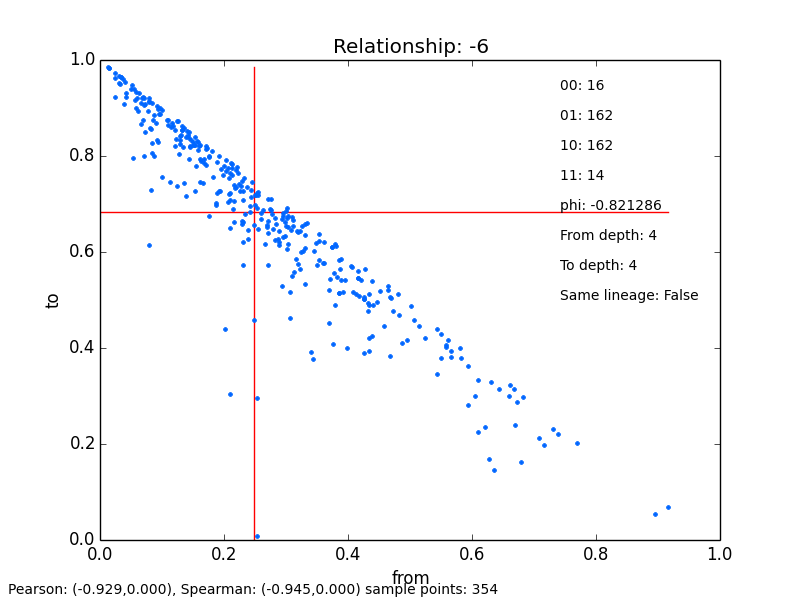 Relationship: -6
00: 16
01: 162
10: 162
11: 14
phi: -0.821286
From depth: 4
To depth: 4
Same lineage: False
1.0
0.8
0.6
0.4
0.2
0.0
to
0.0 0.2 0.4 0.6 0.8 1.0
from
Pearson: (-0.929,0.000), Spearman: (-0.945,0.000) sample points: 354